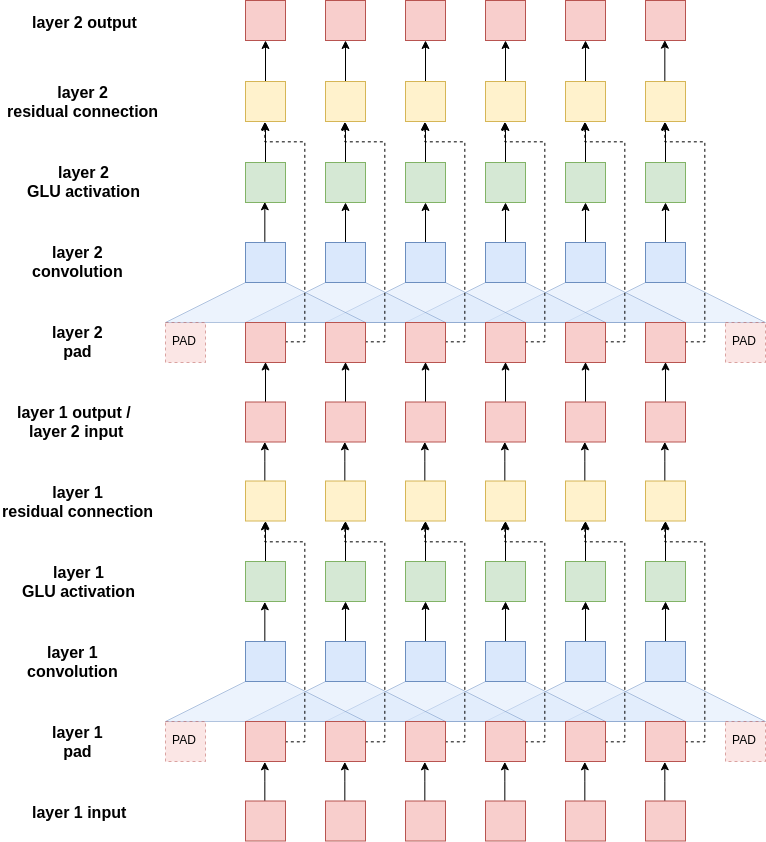 layer 2 output
layer 2
residual connection
layer 2
GLU activation
layer 2
convolution
layer 2
pad
PAD
PAD
layer 1 output /
layer 2 input
layer 1
residual connection
layer 1
GLU activation
layer 1
convolution
layer 1
pad
PAD
PAD
layer 1 input